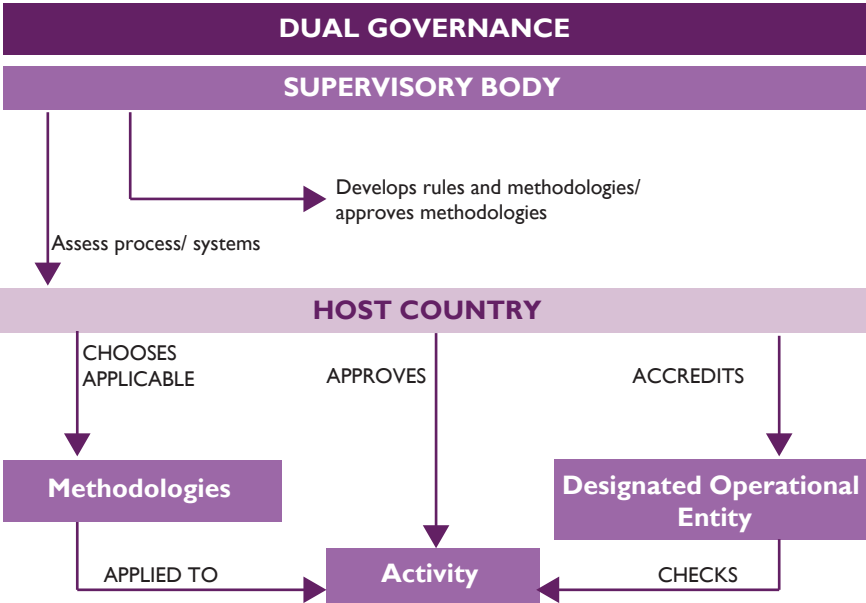 DUAL GOVERNANCE
SUPERVISORY BODY
Develops rules and methodologies/
approves methodologies
Assess process/ systems
HOST COUNTRY
CHOOSES
APPLICABLE
APPROVES
ACCREDITS
Methodologies
Designated Operational
Entity
APPLIED TO
Activity
CHECKS